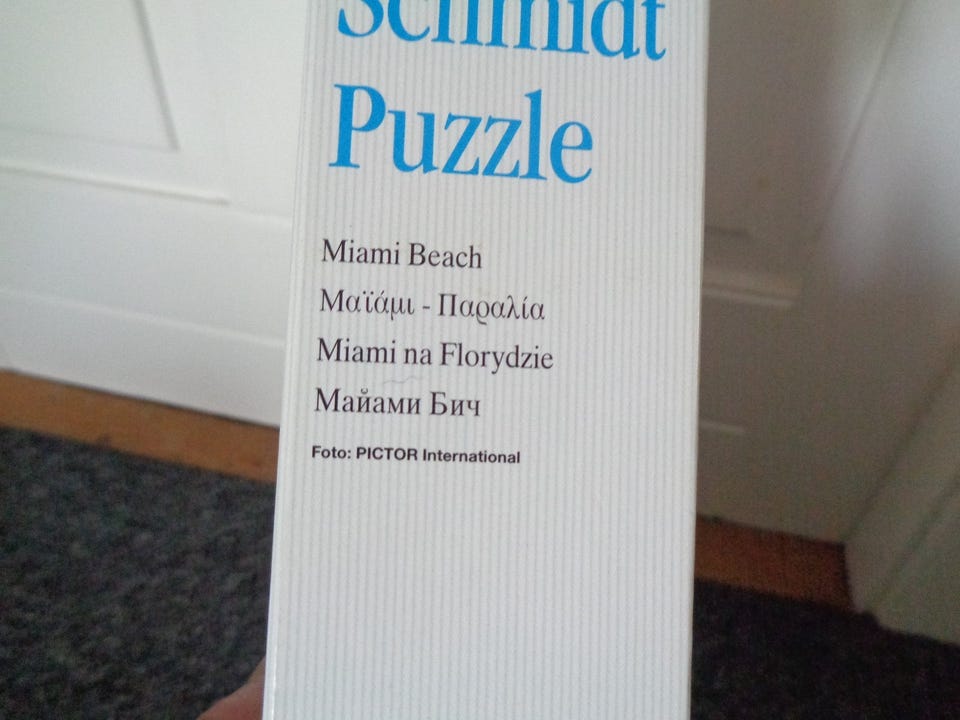 Schmidt
Puzzle
Miami Beach
Μαϊάμι - Παραλία
Miami na Florydzie
Майами Бич
Foto: PICTOR International